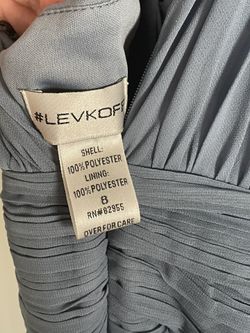 #LEVKOFF
SHELL:
100%POLYESTER
LINING:
100%POLYESTER
8
RN#82955
OVER FOR CARE